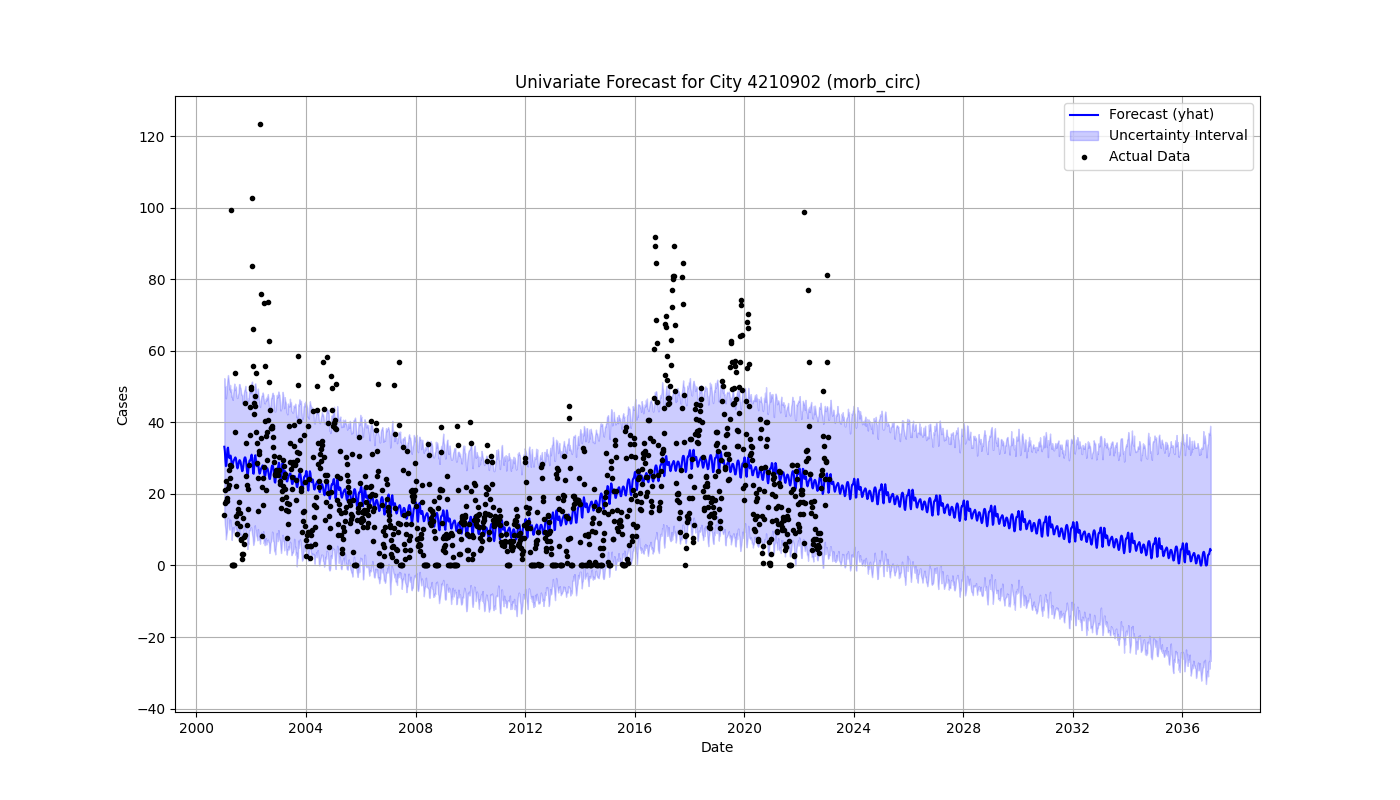 Univariate Forecast for City 4210902 (morb_circ)
Forecast (yhat)
Uncertainty Interval
Actual Data
Cases
120
100
80
60
40
20
0
−20
−40
2000 2004 2008 2012 2016 2020 2024 2028 2032 2036
Date